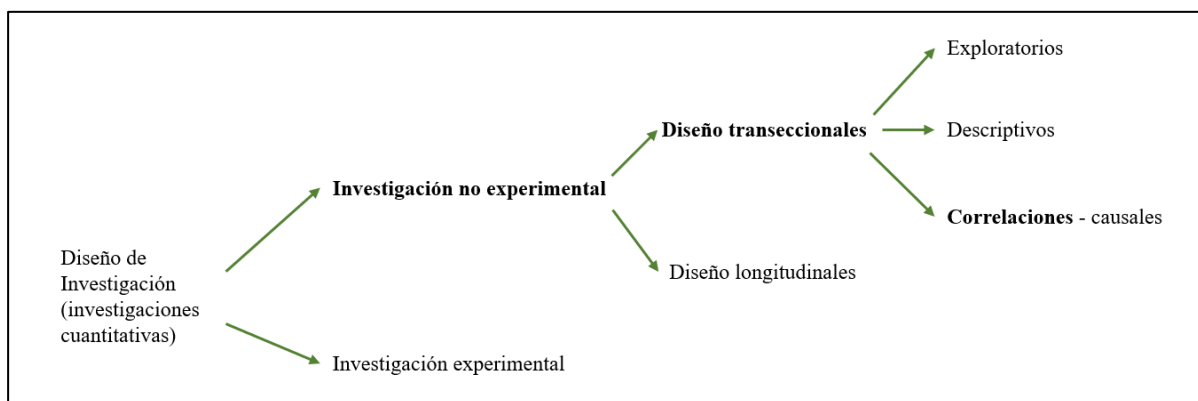 Exploratorios
Diseño transeccionales
Descriptivos
Investigación no experimental
Correlaciones - causales
Diseño de
Investigación
(investigaciones
cuantitativas)
Diseño longitudinales
Investigación experimental